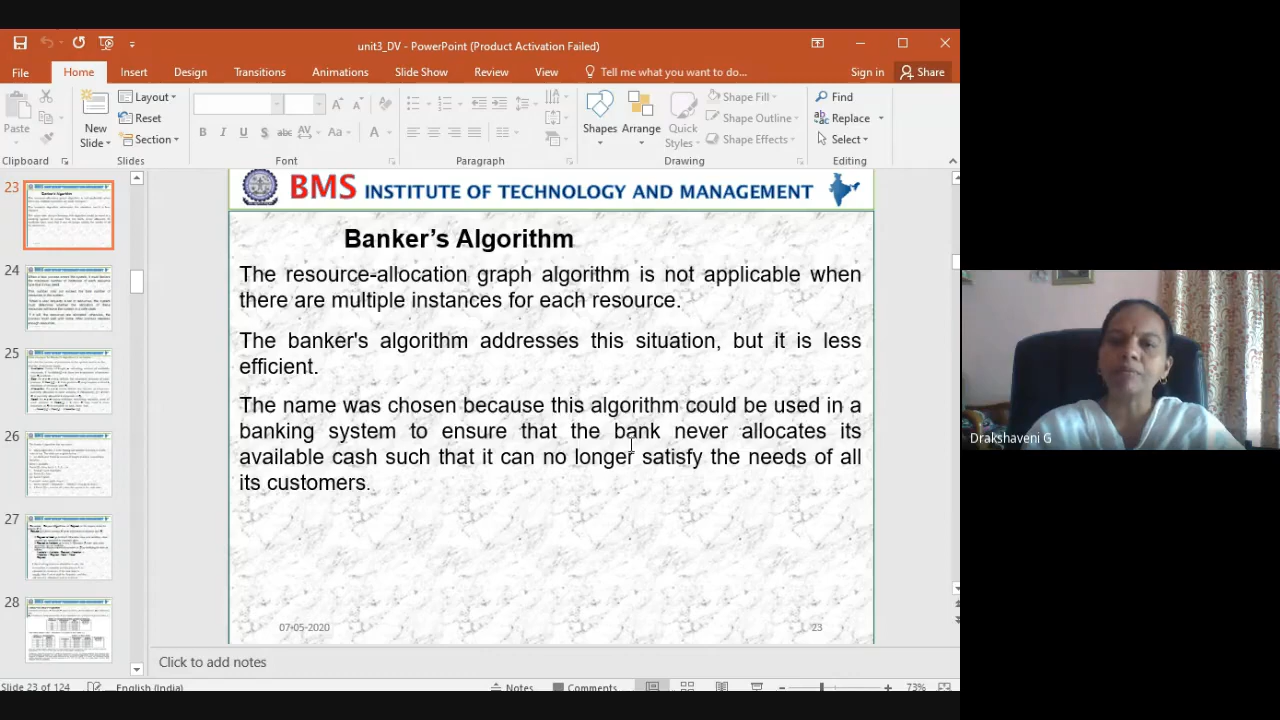 unit3_DV - PowerPoint (Product Activation Failed)
File Home Insert Design Transitions Animations Slide Show Review View Tell me what you want to do... Sign in Share
Paste
New
Slide
Layout
Reset
Section
B I U S abc AV Aa A
Shapes
Arrange
Quick
Styles
Shape Fill
Shape Outline
Shape Effects
Find
Replace
Select
Clipboard Slides Font Paragraph Drawing Editing
23
24
25
26
27
28
BMS INSTITUTE OF TECHNOLOGY AND MANAGEMENT
Banker's Algorithm
The resource-allocation graph algorithm is not applicable when
there are multiple instances for each resource.
The banker's algorithm addresses this situation, but it is less
efficient.
The name was chosen because this algorithm could be used in a
banking system to ensure that the bank never allocates its
available cash such that it can no longer satisfy the needs of all
its customers.
07-05-2020 23
Click to add notes
Slide 23 of 124 English (India) Notes Comments 73%
Drakshaveni G